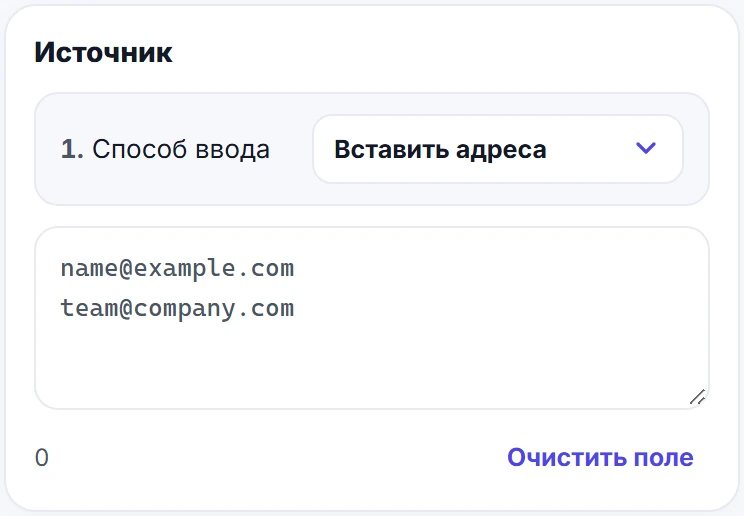 Источник
1. Способ ввода Вставить адреса
name@example.com
team@company.com
0 Очистить поле